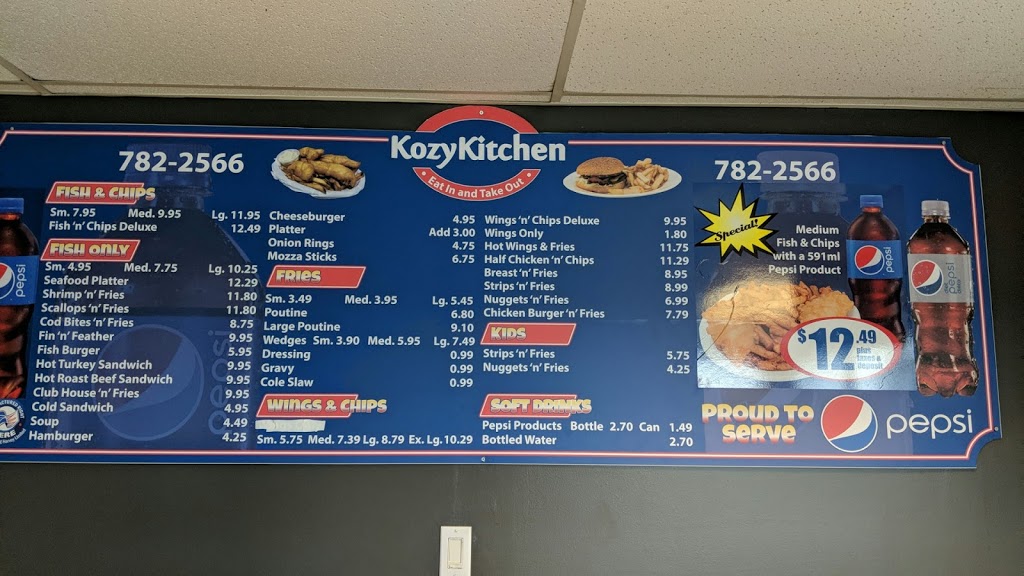 KozyKitchen
Eat In and Take Out
782-2566
782-2566
FISH & CHIPS
Sm. 7.95 Med. 9.95 Lg. 11.95
Fish 'n' Chips Deluxe 12.49
FISH ONLY
Sm. 4.95 Med. 7.75 Lg. 10.25
Seafood Platter 12.29
Shrimp 'n' Fries 11.80
Scallops 'n' Fries 11.80
Cod Bites 'n' Fries 8.75
Fin 'n' Feather 9.95
Fish Burger 5.95
Hot Turkey Sandwich 9.95
Hot Roast Beef Sandwich 9.95
Club House 'n' Fries 9.95
Cold Sandwich 4.95
Soup 4.49
Hamburger 4.25
Cheeseburger 4.95
Platter Add 3.00
Onion Rings 4.75
Mozza Sticks 6.75
FRIES
Sm. 3.49 Med. 3.95 Lg. 5.45
Poutine 6.80
Large Poutine 9.10
Wedges Sm. 3.90 Med. 5.95 Lg. 7.49
Dressing 0.99
Gravy 0.99
Cole Slaw 0.99
WINGS & CHIPS
Sm. 5.75 Med. 7.39 Lg. 8.79 Ex. Lg. 10.29
Wings 'n' Chips Deluxe 9.95
Wings Only 1.80
Hot Wings & Fries 11.75
Half Chicken 'n' Chips 11.29
Breast 'n' Fries 8.95
Strips 'n' Fries 8.99
Nuggets 'n' Fries 6.99
Chicken Burger 'n' Fries 7.79
KIDS
Strips 'n' Fries 5.75
Nuggets 'n' Fries 4.25
SOFT DRINKS
Pepsi Products Bottle 2.70 Can 1.49
Bottled Water 2.70
Special!
Medium
Fish & Chips
with a 591ml
Pepsi Product
$12.49
plus
taxes &
deposit
PROUD TO
SERVE
pepsi
pepsi
pepsi
pepsi